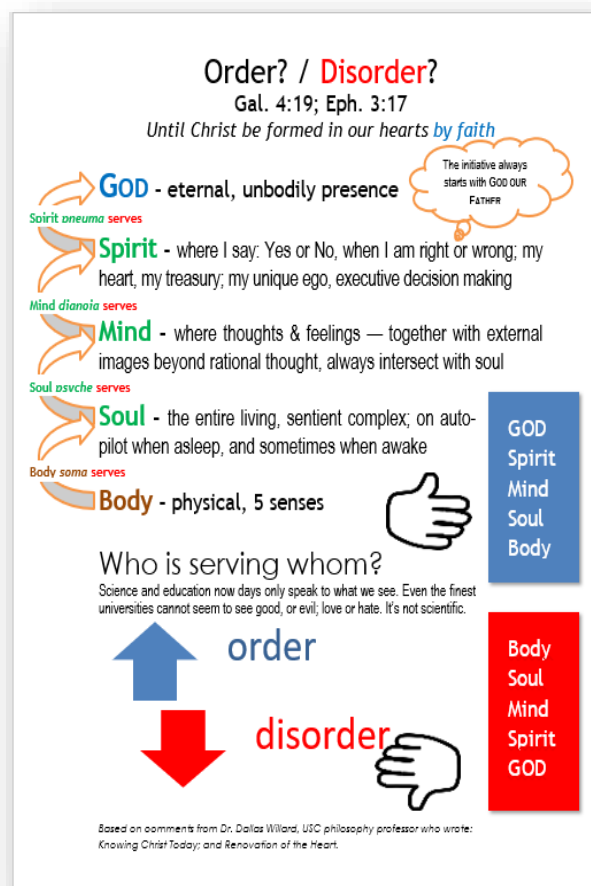 Order? / Disorder?
Gal. 4:19; Eph. 3:17
Until Christ be formed in our hearts by faith
The initiative always
starts with GOD OUR
FATHER
GOD - eternal, unbodily presence
Spirit pneuma serves
Spirit - where I say: Yes or No, when I am right or wrong; my
heart, my treasury; my unique ego, executive decision making
Mind dianoia serves
Mind - where thoughts & feelings — together with external
images beyond rational thought, always intersect with soul
Soul psyche serves
Soul - the entire living, sentient complex; on auto-
pilot when asleep, and sometimes when awake
Body soma serves
Body - physical, 5 senses
GOD
Spirit
Mind
Soul
Body
Who is serving whom?
Science and education now days only speak to what we see. Even the finest
universities cannot seem to see good, or evil; love or hate. It's not scientific.
order
disorder
Body
Soul
Mind
Spirit
GOD
Based on comments from Dr. Dallas Willard, USC philosophy professor who wrote:
Knowing Christ Today; and Renovation of the Heart.